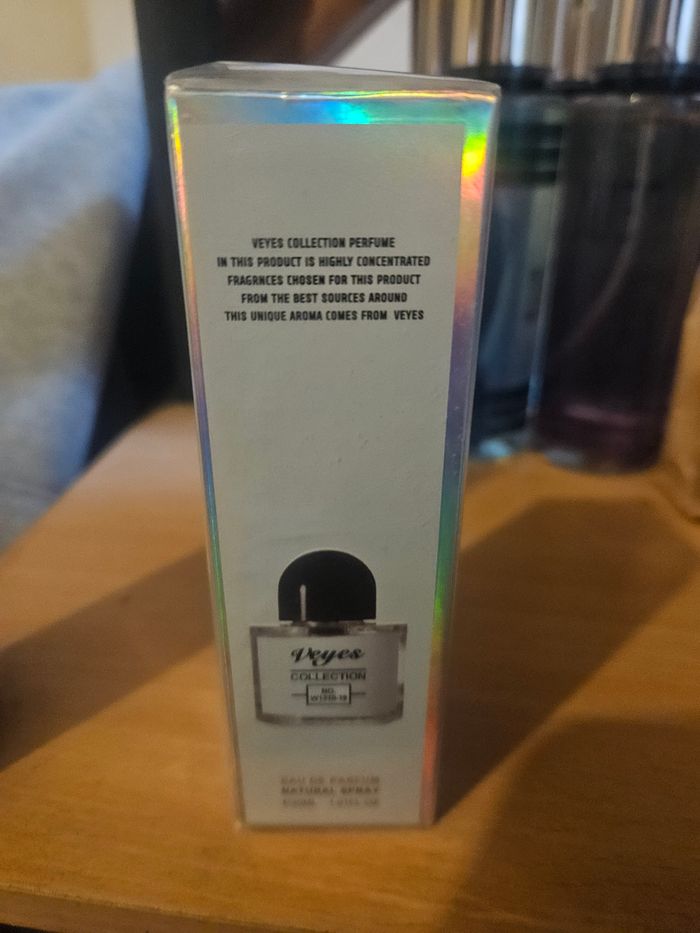 VEYES COLLECTION PERFUME
IN THIS PRODUCT IS HIGHLY CONCENTRATED
FRAGRNCES CHOSEN FOR THIS PRODUCT
FROM THE BEST SOURCES AROUND
THIS UNIQUE AROMA COMES FROM VEYES
Veyes
COLLECTION
NO.
EAU DE PARFUM
NATURAL SPRAY